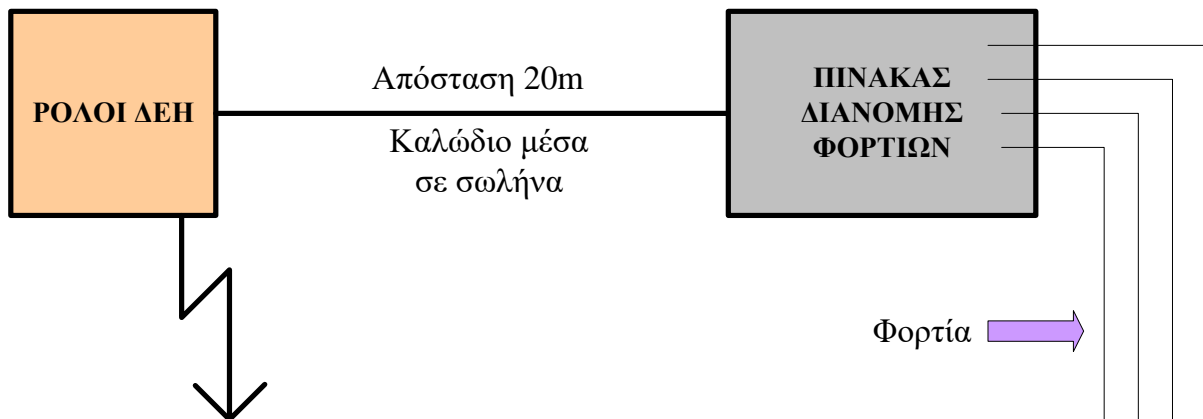 ΡΟΛΟΙ ΔΕΗ
Απόσταση 20m
Καλώδιο μέσα
σε σωλήνα
ΠΙΝΑΚΑΣ
ΔΙΑΝΟΜΗΣ
ΦΟΡΤΙΩΝ
Φορτία